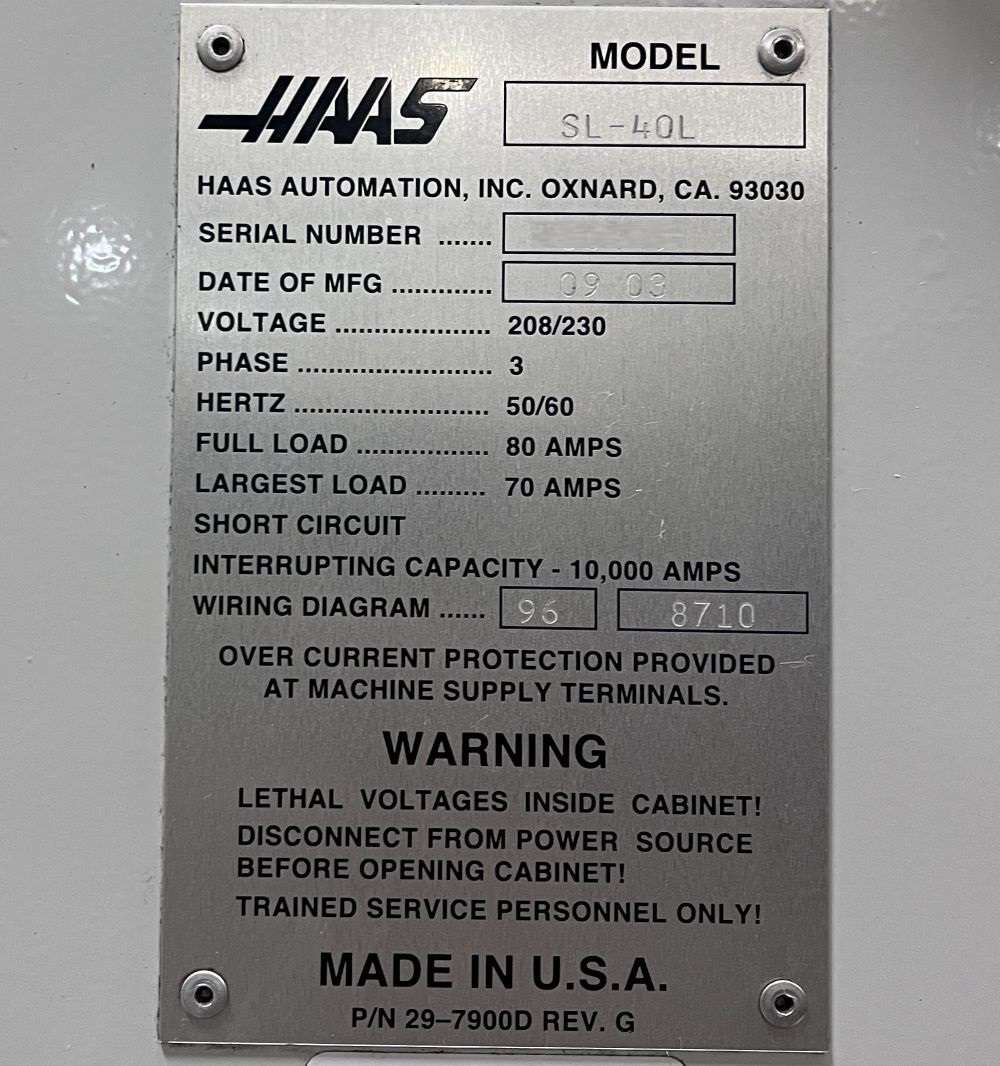 MODEL
HAAS
SL-40L
HAAS AUTOMATION, INC. OXNARD, CA. 93030
SERIAL NUMBER .......
DATE OF MFG ............. 09 03
VOLTAGE .................... 208/230
PHASE ......................... 3
HERTZ ......................... 50/60
FULL LOAD ................. 80 AMPS
LARGEST LOAD ......... 70 AMPS
SHORT CIRCUIT
INTERRUPTING CAPACITY - 10,000 AMPS
WIRING DIAGRAM ...... 96 8710
OVER CURRENT PROTECTION PROVIDED
AT MACHINE SUPPLY TERMINALS.
WARNING
LETHAL VOLTAGES INSIDE CABINET!
DISCONNECT FROM POWER SOURCE
BEFORE OPENING CABINET!
TRAINED SERVICE PERSONNEL ONLY!
MADE IN U.S.A.
P/N 29–7900D REV. G